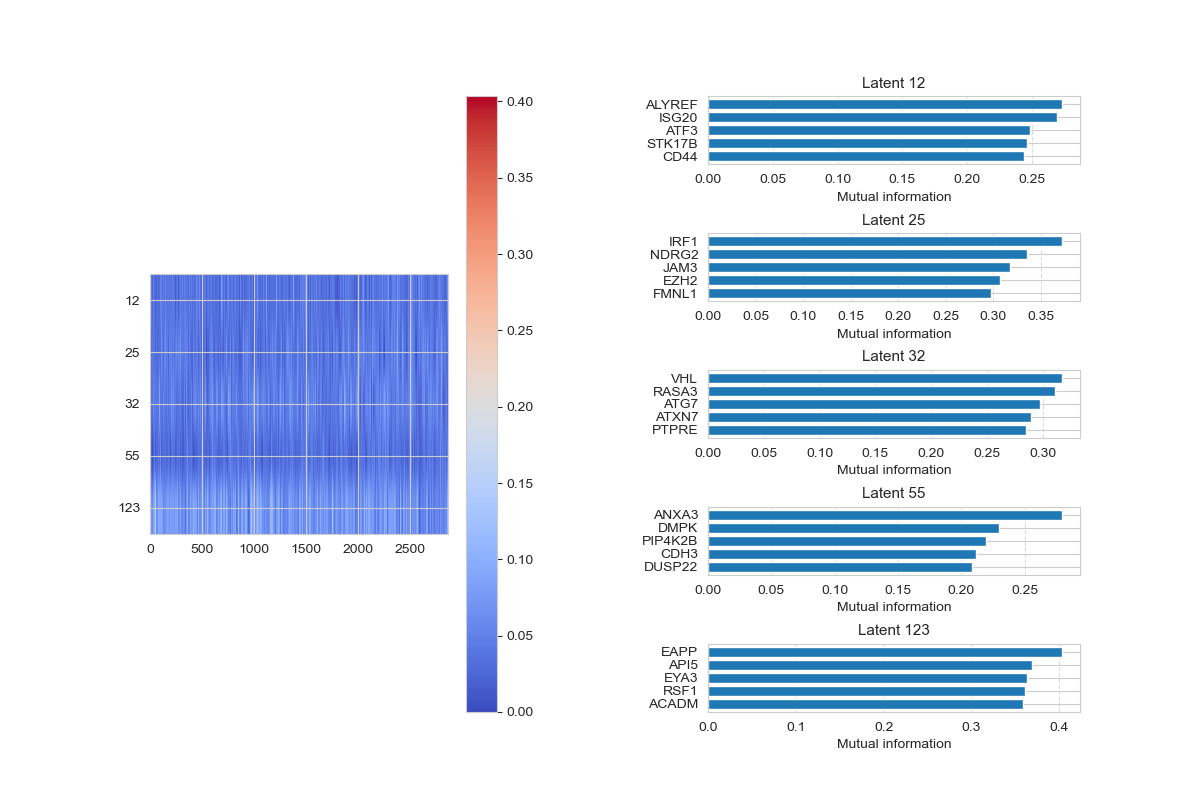 12
25
32
55
123
0 500 1000 1500 2000 2500
0.40
0.35
0.30
0.25
0.20
0.15
0.10
0.05
0.00
Latent 12
ALYREF
ISG20
ATF3
STK17B
CD44
0.00 0.05 0.10 0.15 0.20 0.25
Mutual information
Latent 25
IRF1
NDRG2
JAM3
EZH2
FMNL1
0.00 0.05 0.10 0.15 0.20 0.25 0.30 0.35
Mutual information
Latent 32
VHL
RASA3
ATG7
ATXN7
PTPRE
0.00 0.05 0.10 0.15 0.20 0.25 0.30
Mutual information
Latent 55
ANXA3
DMPK
PIP4K2B
CDH3
DUSP22
0.00 0.05 0.10 0.15 0.20 0.25
Mutual information
Latent 123
EAPP
API5
EYA3
RSF1
ACADM
0.0 0.1 0.2 0.3 0.4
Mutual information